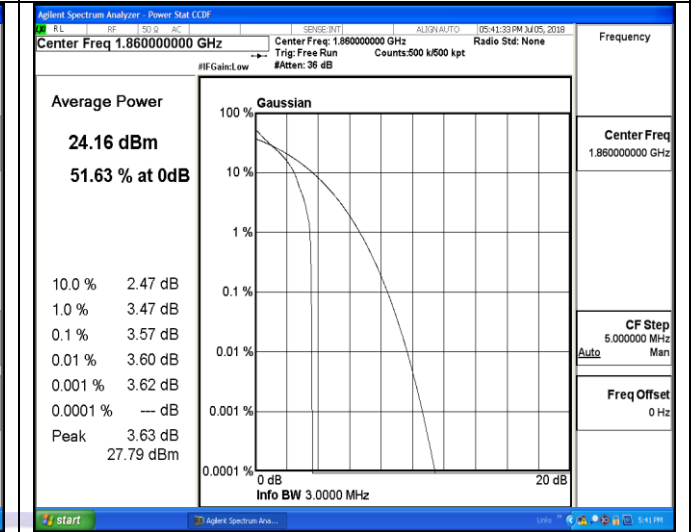 Agilent Spectrum Analyzer - Power Stat CCDF
RL RF 50 Ω AC SENSE:INT ALIGN AUTO 05:41:33 PM Jul 05, 2018
Center Freq 1.860000000 GHz
Center Freq: 1.860000000 GHz Radio Std: None
Trig: Free Run Counts:500 k/500 kpt
#IFGain:Low #Atten: 36 dB
Frequency
Average Power
24.16 dBm
51.63 % at 0dB
10.0 % 2.47 dB
1.0 % 3.47 dB
0.1 % 3.57 dB
0.01 % 3.60 dB
0.001 % 3.62 dB
0.0001 % --- dB
Peak 3.63 dB
27.79 dBm
Gaussian
100 %
10 %
1 %
0.1 %
0.01 %
0.001 %
0.0001 %
0 dB 20 dB
Info BW 3.0000 MHz
Center Freq
1.860000000 GHz
CF Step
5.000000 MHz
Auto Man
Freq Offset
0 Hz
start Agilent Spectrum Ana... Links » 5:41 PM